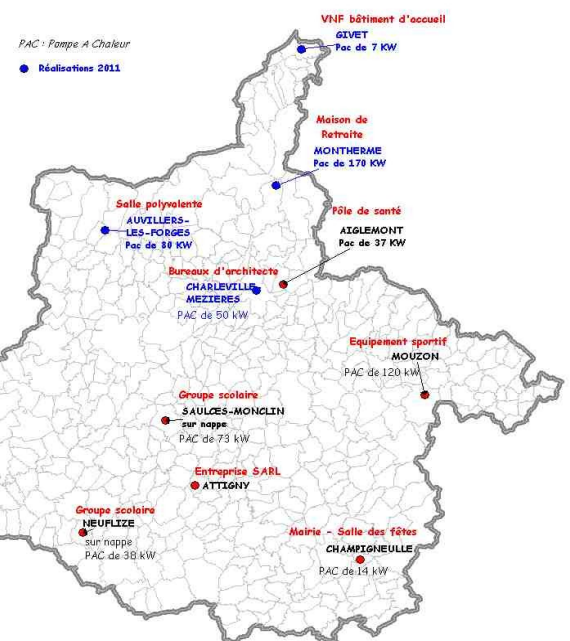 VNF bâtiment d'accueil
GIVET
Pac de 7 KW
PAC : Pompe A Chaleur
Réalisations 2011
Maison de
Retraite
MONTHERME
Pac de 170 KW
Salle polyvalente
AUVILLERS-
LES-FORGES
Pac de 80 KW
Pôle de santé
AIGLEMONT
Pac de 37 KW
Bureaux d'architecte
CHARLEVILLE
MEZIERES
PAC de 50 kW
Equipement sportif
MOUZON
PAC de 120 kW
Groupe scolaire
SAULCES-MONCLIN
sur nappe
PAC de 73 kW
Entreprise SARL
ATTIGNY
Groupe scolaire
NEUFLIZE
sur nappe
PAC de 38 kW
Mairie - Salle des fêtes
CHAMPIGNEULLE
PAC de 14 kW